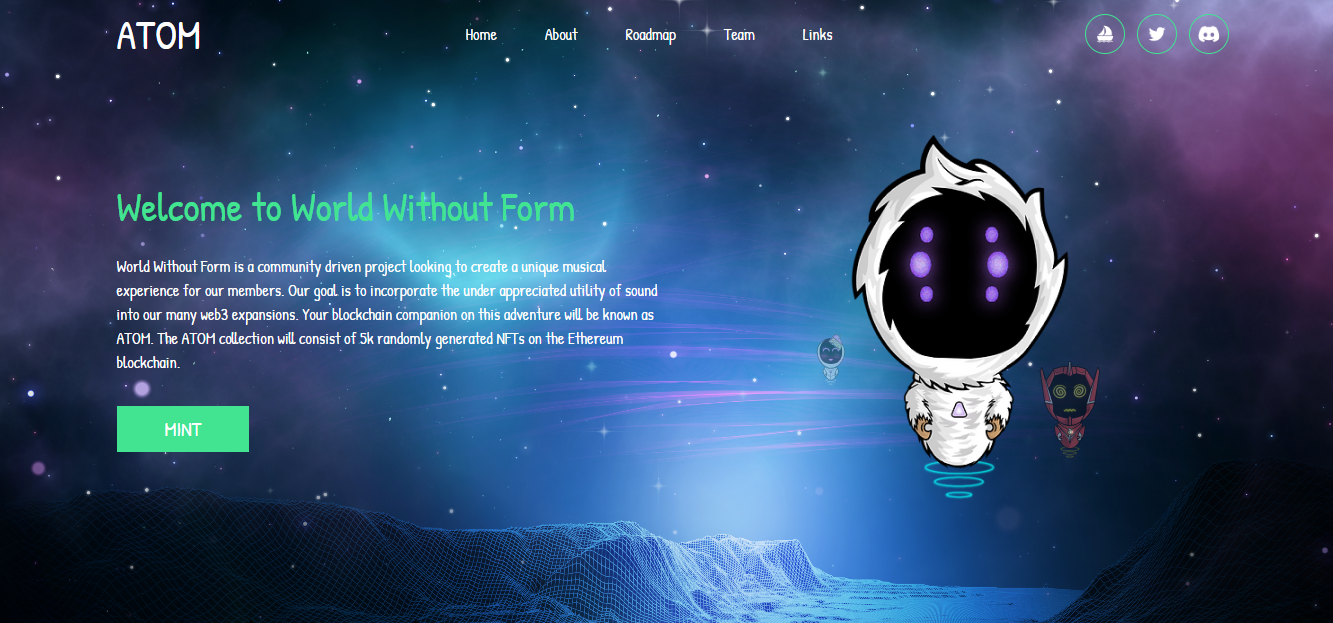 ATOM
Home About Roadmap Team Links
Welcome to World Without Form
World Without Form is a community driven project looking to create a unique musical
experience for our members. Our goal is to incorporate the under appreciated utility of sound
into our many web3 expansions. Your blockchain companion on this adventure will be known as
ATOM. The ATOM collection will consist of 5k randomly generated NFTs on the Ethereum
blockchain.
MINT